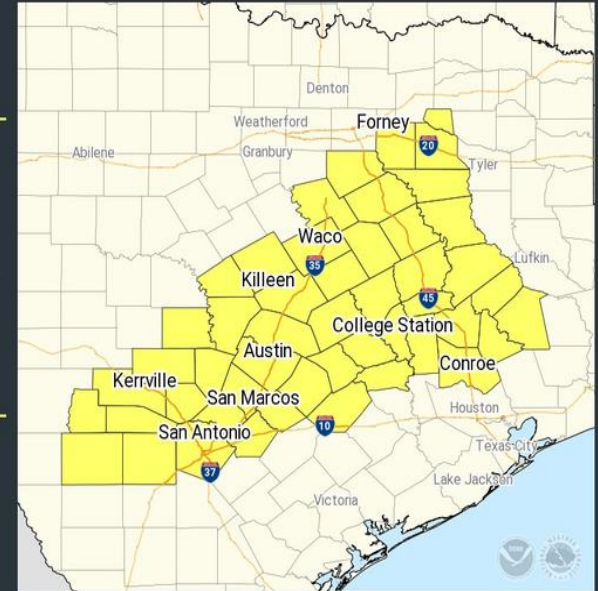 Denton
Weatherford
Forney
20
Abilene
Granbury
Tyler
Waco
35
Lufkin
Killeen
45
College Station
Austin
Conroe
Kerrville
San Marcos
Houston
10
San Antonio
Texas City
37
Lake Jackson
Victoria